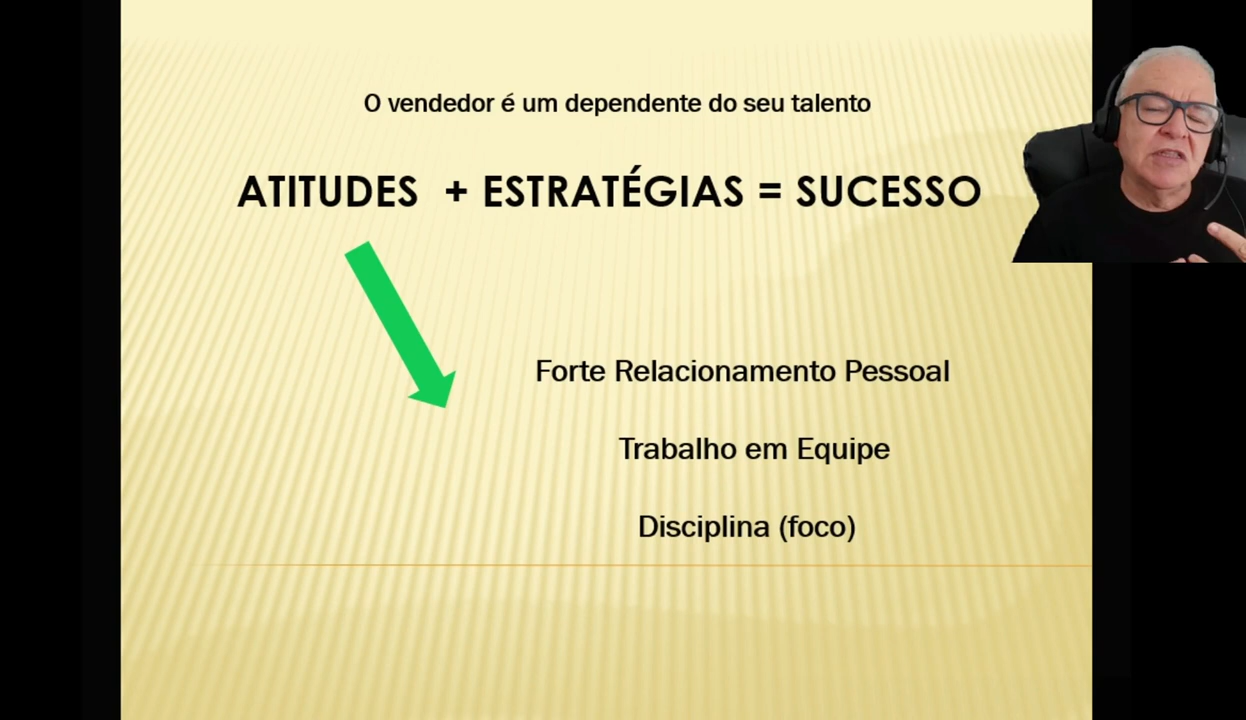 O vendedor é um dependente do seu talento
ATITUDES + ESTRATÉGIAS = SUCESSO
Forte Relacionamento Pessoal
Trabalho em Equipe
Disciplina (foco)